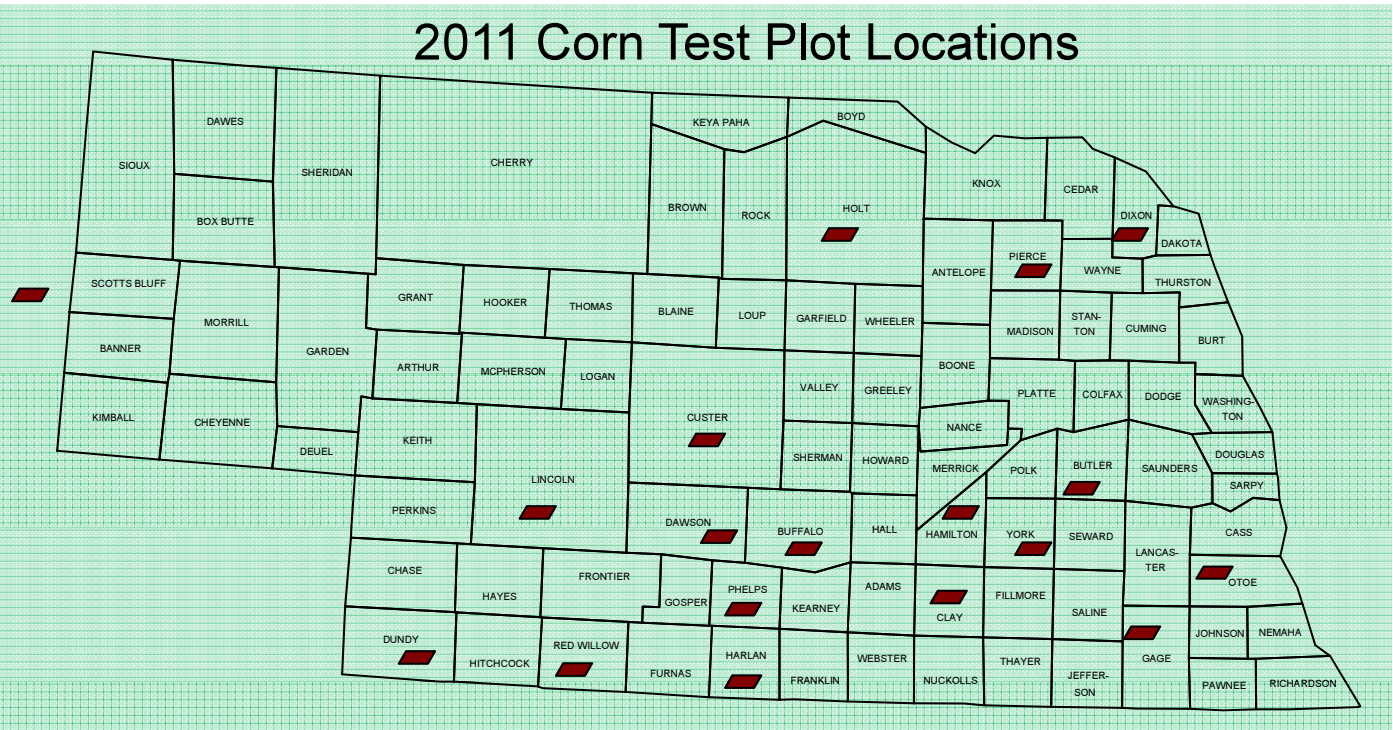 2011 Corn Test Plot Locations
BOYD
KEYA PAHA
DAWES
CHERRY
SIOUX
SHERIDAN
KNOX
CEDAR
BROWN
HOLT
ROCK
DIXON
BOX BUTTE
DAKOTA
PIERCE
ANTELOPE
WAYNE
SCOTTS BLUFF
THURSTON
GRANT
HOOKER
THOMAS
BLAINE
LOUP
GARFIELD
WHEELER
MORRILL
MADISON
STAN-
TON
CUMING
BURT
BANNER
GARDEN
ARTHUR
MCPHERSON
LOGAN
BOONE
VALLEY
GREELEY
PLATTE
COLFAX
DODGE
WASHING-
TON
KIMBALL
CHEYENNE
CUSTER
NANCE
KEITH
DEUEL
SHERMAN
HOWARD
MERRICK
POLK
BUTLER
SAUNDERS
DOUGLAS
LINCOLN
SARPY
PERKINS
DAWSON
BUFFALO
HALL
HAMILTON
YORK
SEWARD
CASS
LANCAS-
TER
CHASE
FRONTIER
HAYES
GOSPER
PHELPS
KEARNEY
ADAMS
CLAY
FILLMORE
SALINE
OTOE
DUNDY
HITCHCOCK
RED WILLOW
FURNAS
HARLAN
FRANKLIN
WEBSTER
NUCKOLLS
THAYER
JEFFER-
SON
GAGE
JOHNSON
NEMAHA
PAWNEE
RICHARDSON